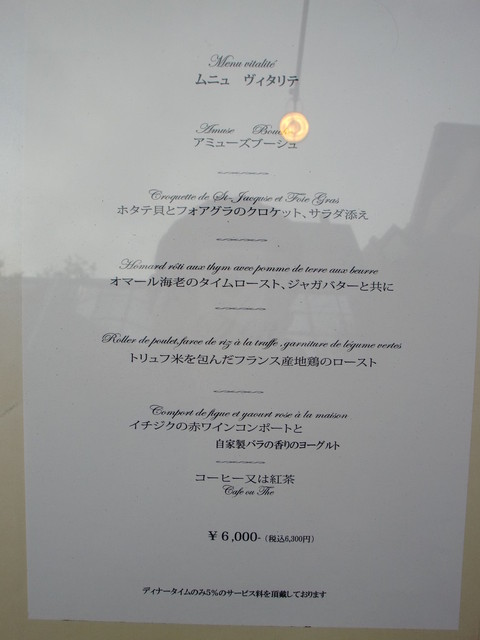 Menu vitalité
ムニュ ヴィタリテ
Amuse
アミューズブーシュ
Croquette de St-Jacquse et Foie Gras
ホタテ貝とフォアグラのクロケット、サラダ添え
Homard rôti aux thym avec pomme de terre aux beurre
オマール海老のタイムロースト、ジャガバターと共に
Roller de poulet,farce de riz à la truffe ,garniture de légume vertes
トリュフ米を包んだフランス産地鶏のロースト
Comport de figue et yaourt rose à la maison
イチジクの赤ワインコンポートと
自家製バラの香りのヨーグルト
コーヒー又は紅茶
Cafe ou The
￥6,000- (税込6,300円)
ディナータイムのみ5%のサービス料を頂戴しております